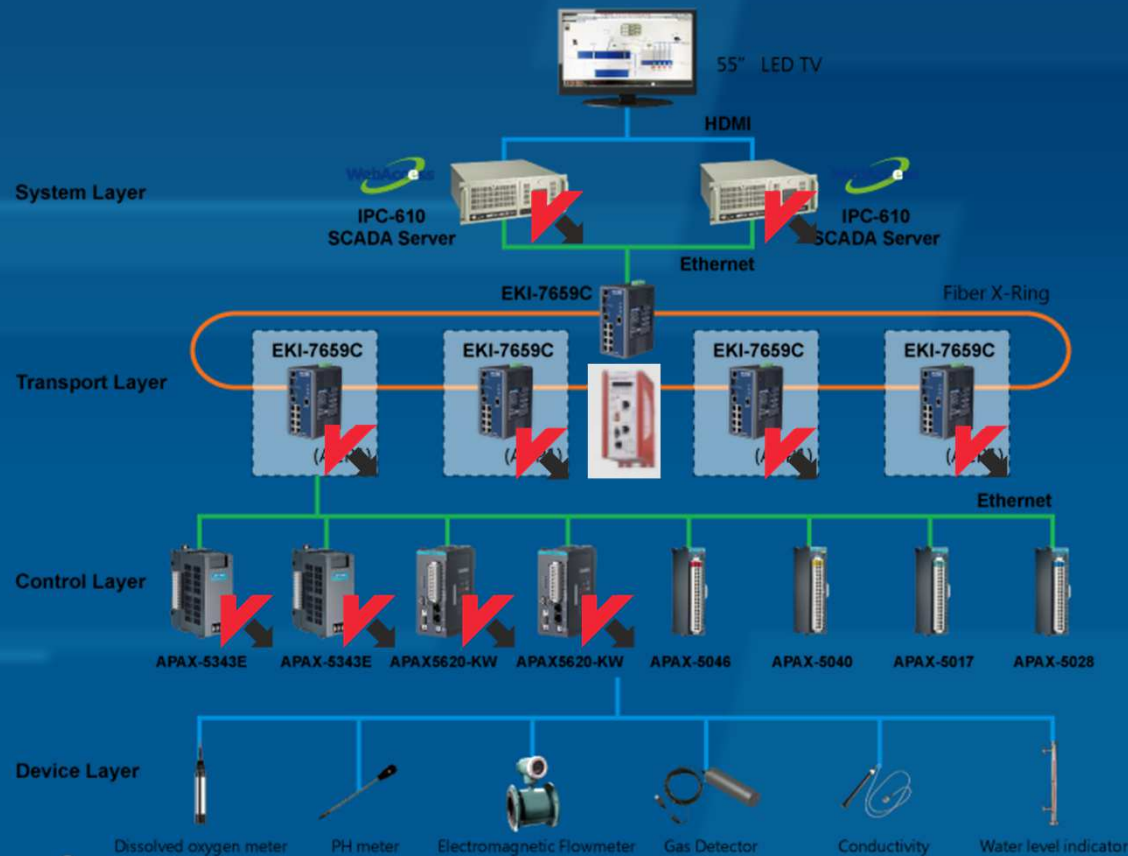 55" LED TV
HDMI
System Layer
WebAccess
IPC-610
SCADA Server
IPC-610
SCADA Server
Ethernet
EKI-7659C
Fiber X-Ring
Transport Layer
EKI-7659C
EKI-7659C
EKI-7659C
EKI-7659C
Ethernet
Control Layer
APAX-5343E
APAX-5343E
APAX5620-KW
APAX5620-KW
APAX-5046
APAX-5040
APAX-5017
APAX-5028
Device Layer
Dissolved oxygen meter
PH meter
Electromagnetic Flowmeter
Gas Detector
Conductivity
Water level indicator